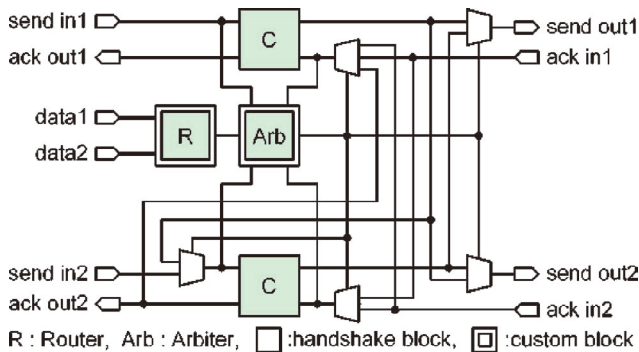 send in1
C
send out1
ack out1
ack in1
data1
R
Arb
data2
send in2
C
send out2
ack out2
ack in2
R : Router, Arb : Arbiter, :handshake block, :custom block